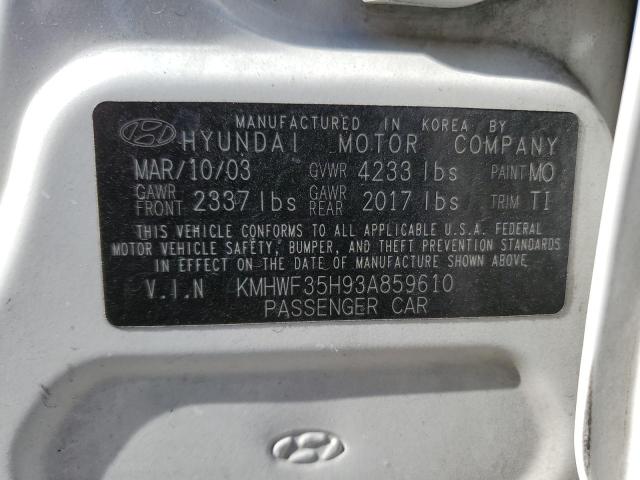 MANUFACTURED IN KOREA BY
HYUNDAI MOTOR COMPANY
MAR/10/03 GVWR 4233 lbs PAINT MO
GAWR FRONT 2337 lbs GAWR REAR 2017 lbs TRIM TI
THIS VEHICLE CONFORMS TO ALL APPLICABLE U.S.A. FEDERAL
MOTOR VEHICLE SAFETY, BUMPER, AND THEFT PREVENTION STANDARDS
IN EFFECT ON THE DATE OF MANUFACTURE SHOWN ABOVE.
V.I.N KMHWF35H93A859610
PASSENGER CAR